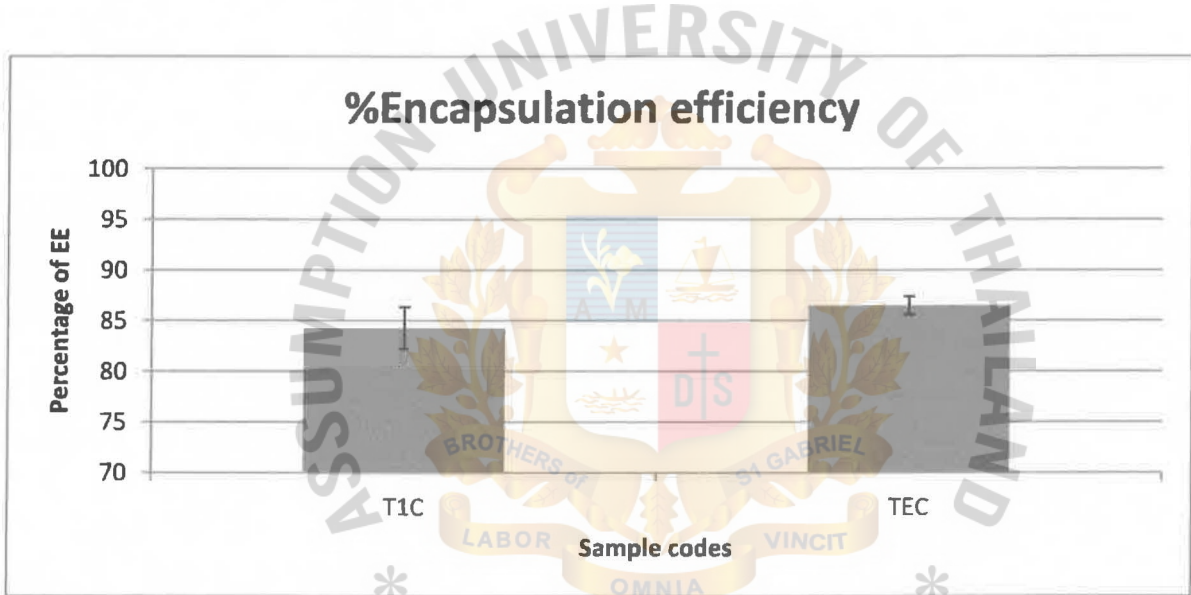 ASSUMPTION UNIVERSITY OF THAILAND
%Encapsulation efficiency
100
95
90
85
80
75
70
Percentage of EE
T1C
TEC
Sample codes
A M
D S
BROTHERS of
ST GABRIEL
LABOR
OMNIA
VINCIT